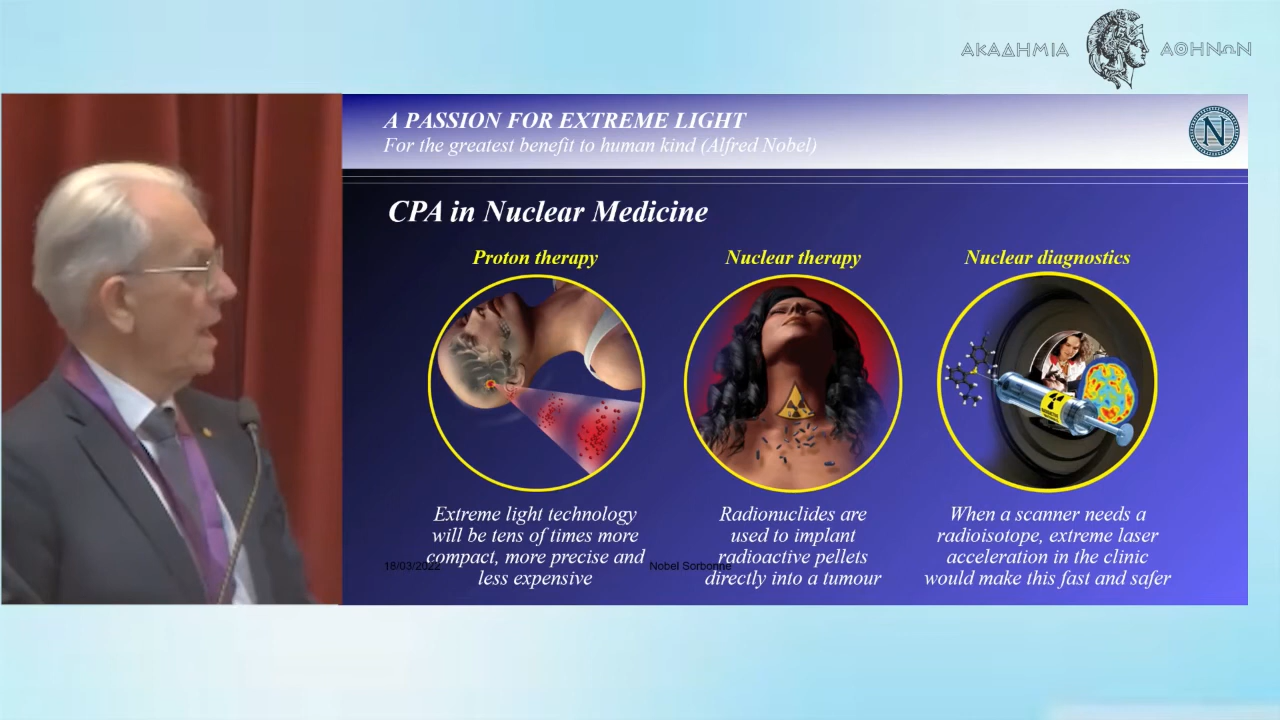 ΑΚΑΔΗΜΙΑ ΑΘΗΝΩΝ
A PASSION FOR EXTREME LIGHT
For the greatest benefit to human kind (Alfred Nobel)
N
CPA in Nuclear Medicine
Proton therapy
Nuclear therapy
Nuclear diagnostics
Extreme light technology
will be tens of times more
compact, more precise and
less expensive
Radionuclides are
used to implant
radioactive pellets
directly into a tumour
When a scanner needs a
radioisotope, extreme laser
acceleration in the clinic
would make this fast and safer
18/03/2022
Nobel Sorbonne